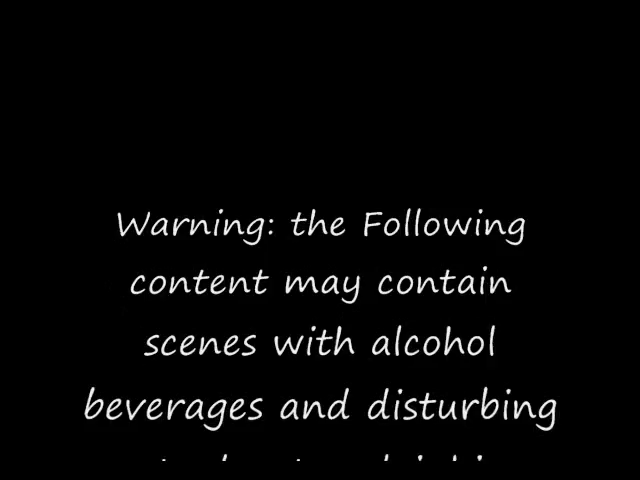 Warning: the Following
content may contain
scenes with alcohol
beverages and disturbing